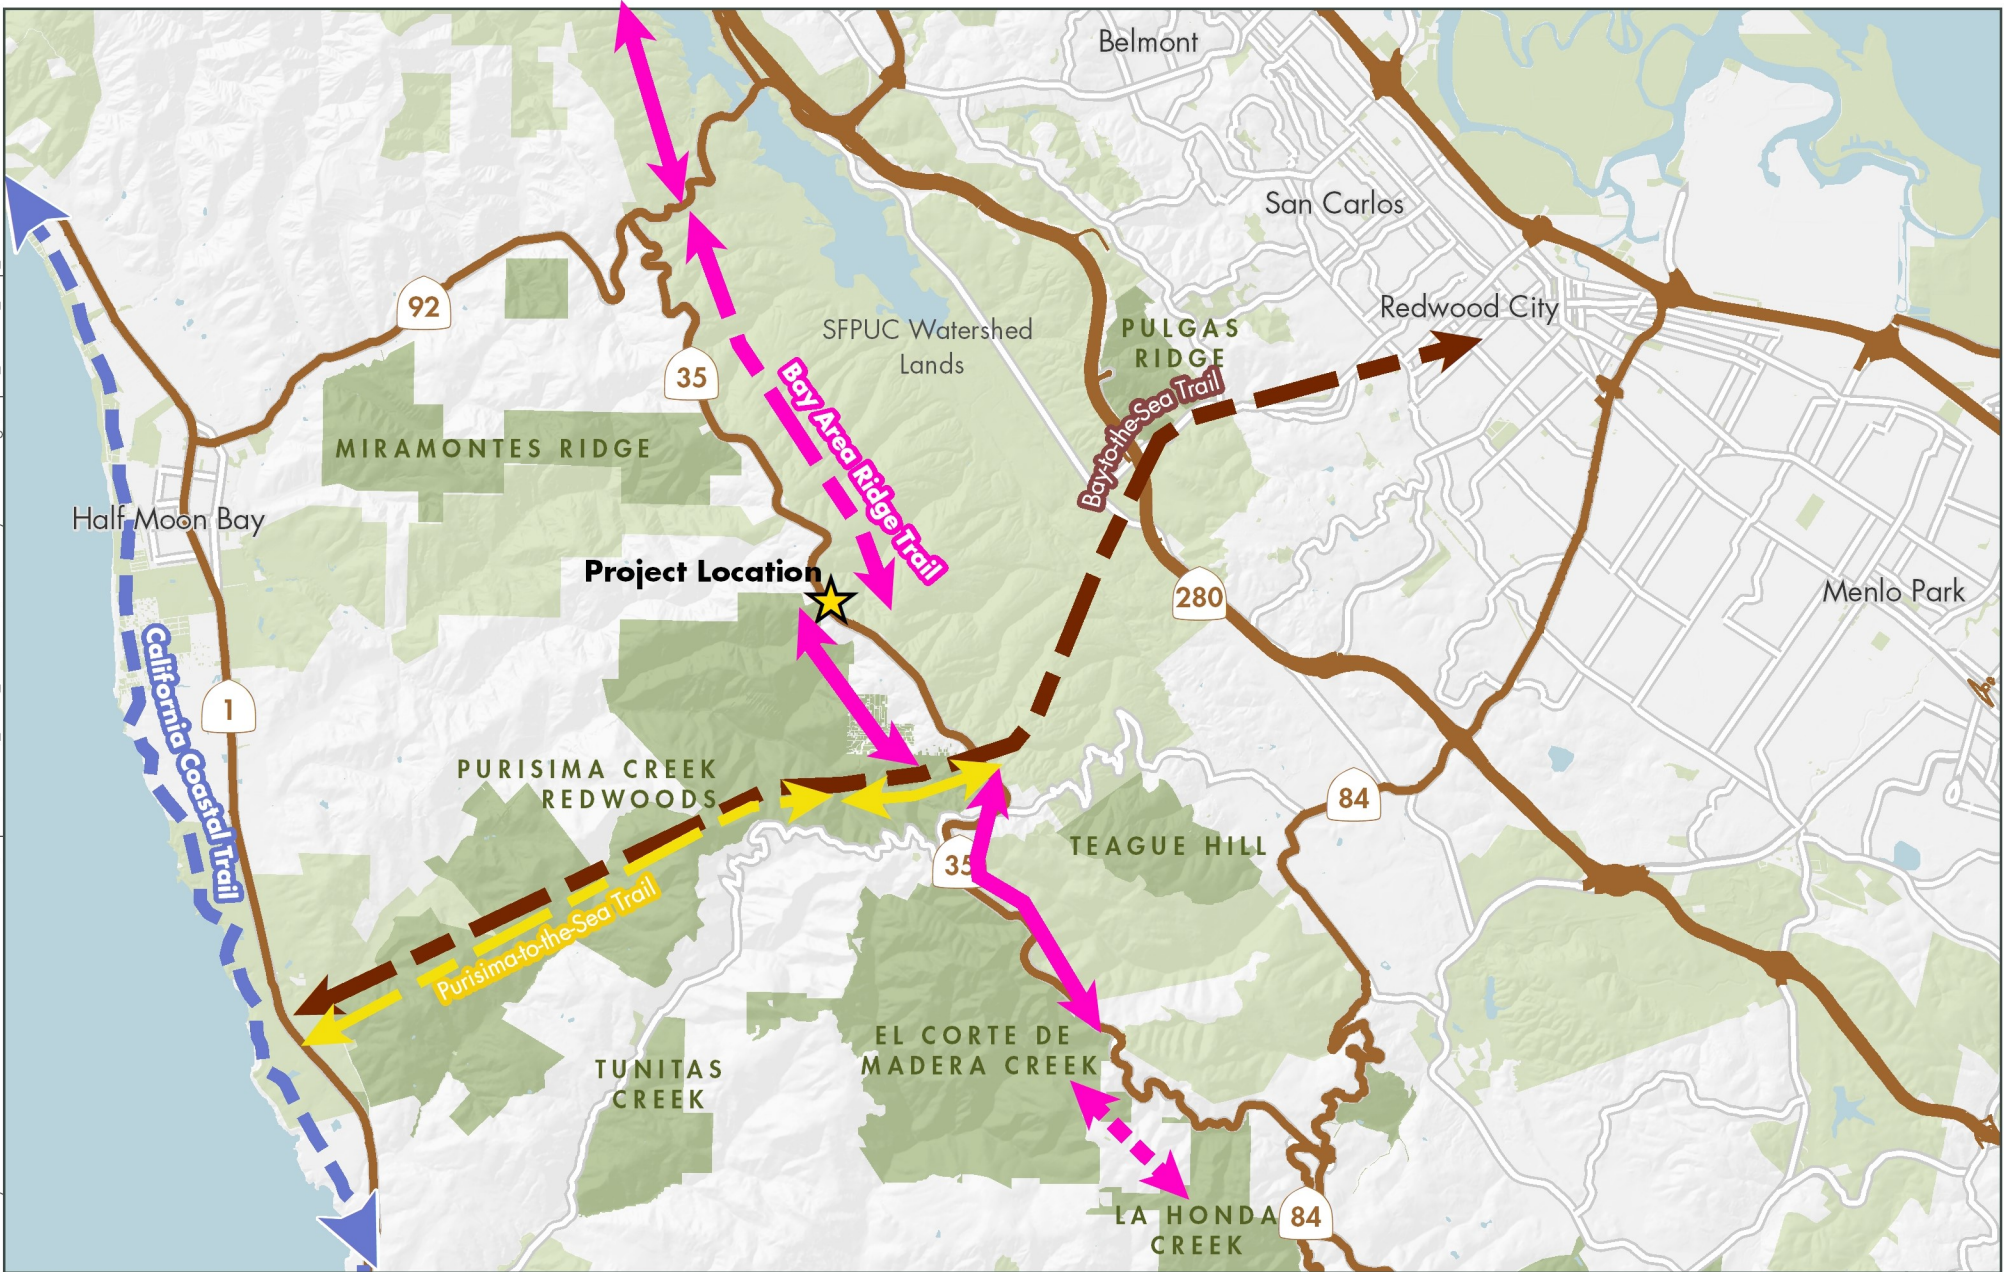 Belmont
San Carlos
Redwood City
92
SFPUC Watershed
Lands
PULGAS
RIDGE
35
Bay Area Ridge Trail
Bay-to-the-Sea Trail
MIRAMONTES RIDGE
Half Moon Bay
Project Location
280
Menlo Park
California Coastal Trail
1
PURISIMA CREEK
REDWOODS
84
TEAGUE HILL
35
Purisima-to-the-Sea Trail
EL CORTE DE
MADERA CREEK
TUNITAS
CREEK
LA HONDA
CREEK
84